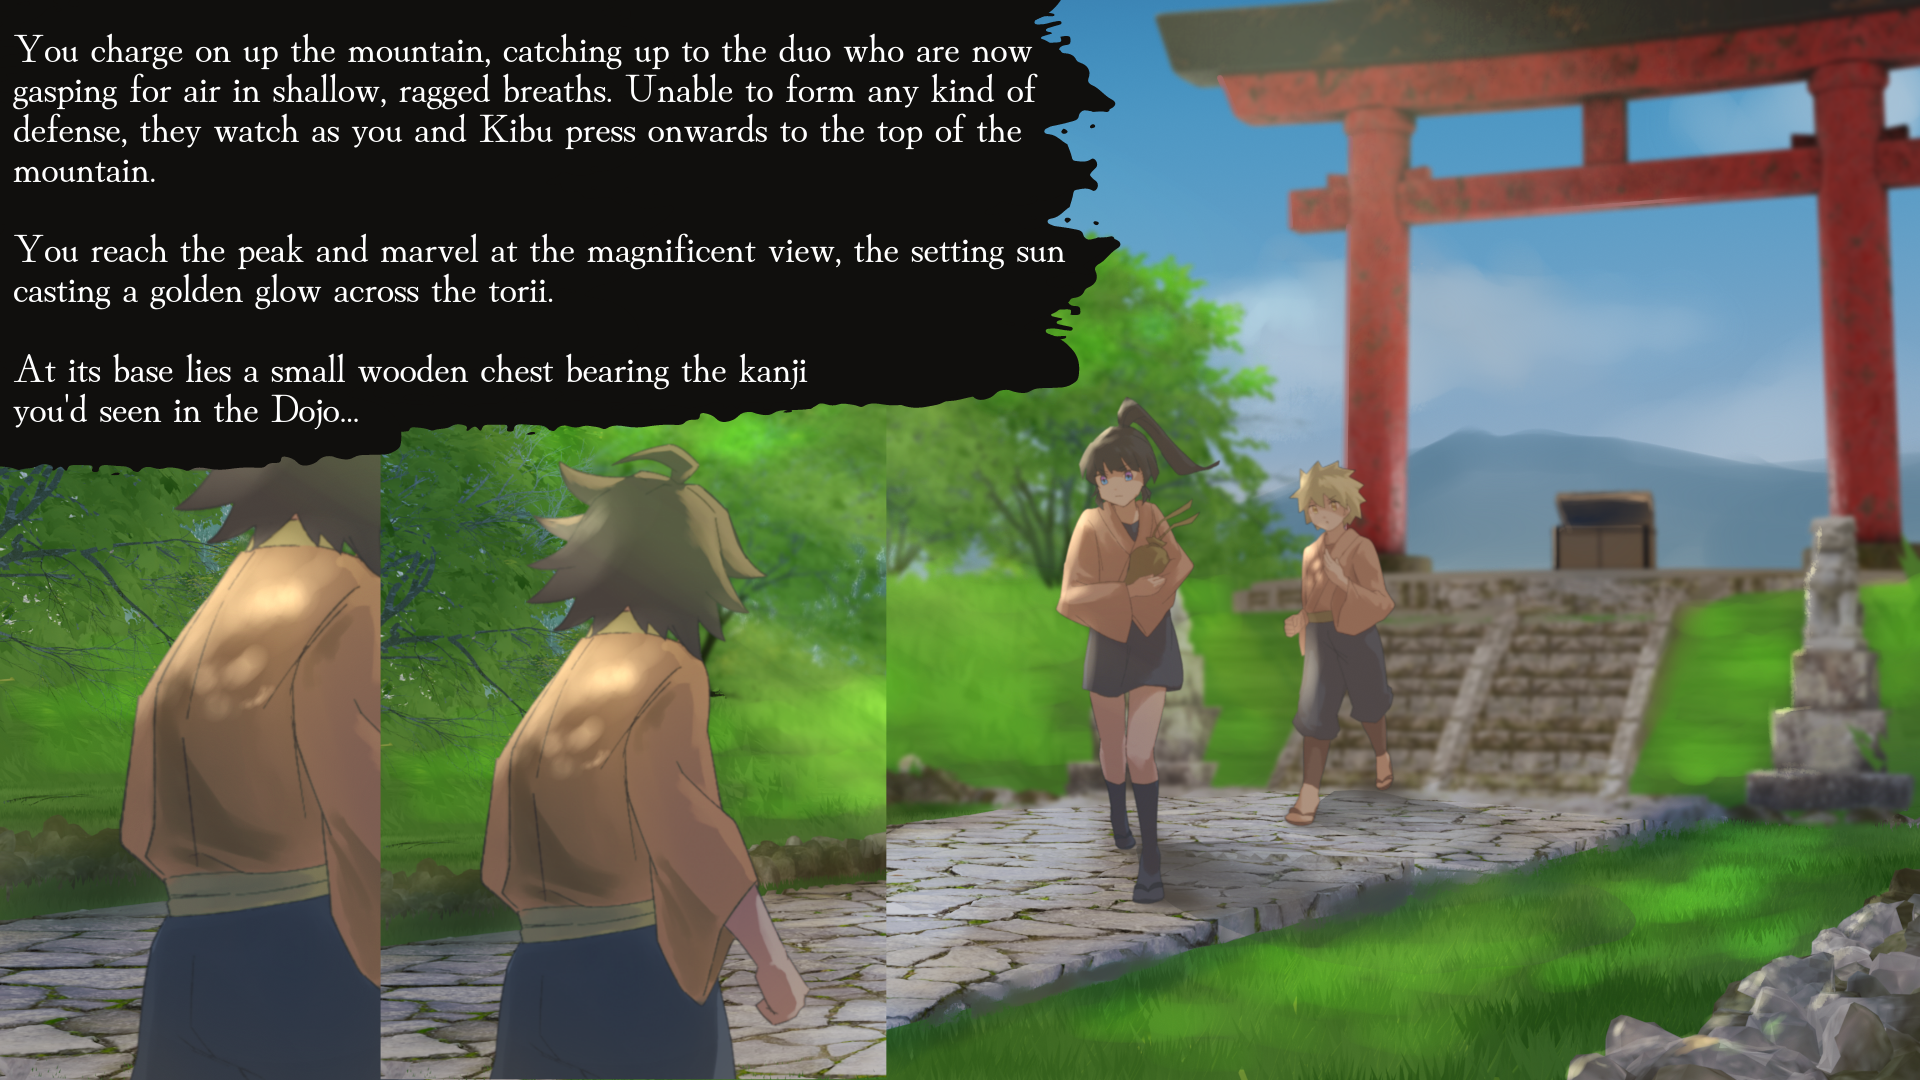 You charge on up the mountain, catching up to the duo who are now
gasping for air in shallow, ragged breaths. Unable to form any kind of
defense, they watch as you and Kibu press onwards to the top of the
mountain.
You reach the peak and marvel at the magnificent view, the setting sun
casting a golden glow across the torii.
At its base lies a small wooden chest bearing the kanji
you'd seen in the Dojo...